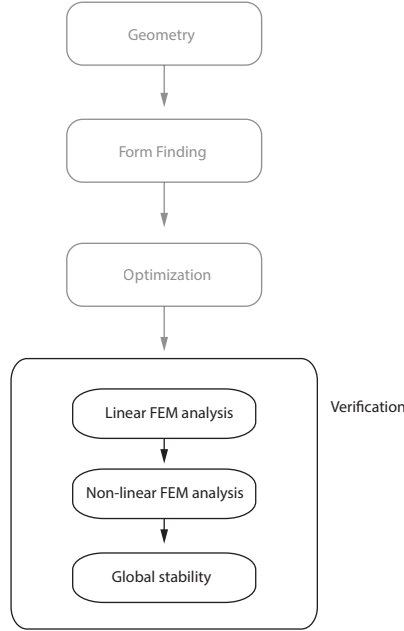 Geometry
Form Finding
Optimization
Linear FEM analysis
Verification
Non-linear FEM analysis
Global stability